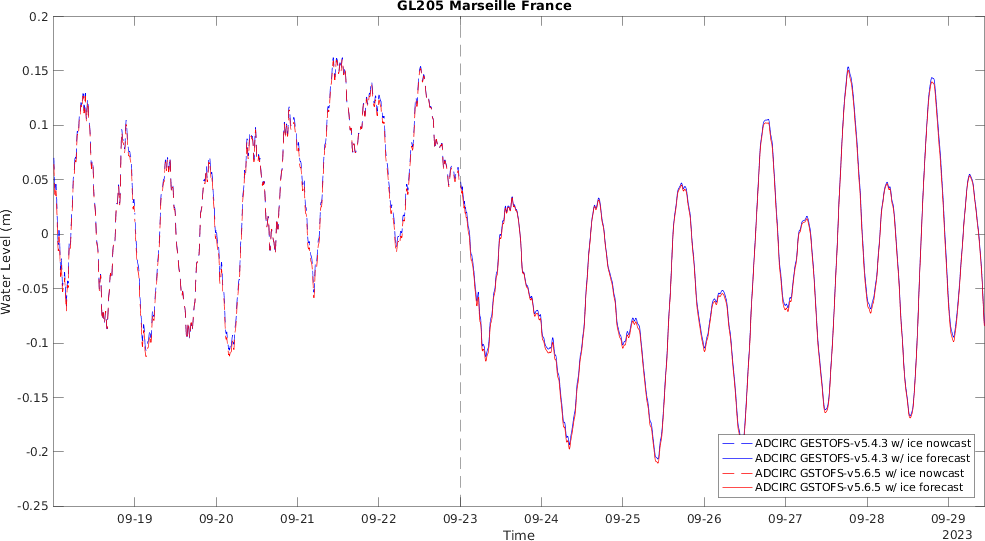 GL205 Marseille France
0.2
0.15
0.1
0.05
0
-0.05
-0.1
-0.15
-0.2
-0.25
Water Level (m)
ADCIRC GESTOFS-v5.4.3 w/ ice nowcast
ADCIRC GESTOFS-v5.4.3 w/ ice forecast
ADCIRC GSTOFS-v5.6.5 w/ ice nowcast
ADCIRC GSTOFS-v5.6.5 w/ ice forecast
09-19 09-20 09-21 09-22 09-23 09-24 09-25 09-26 09-27 09-28 09-29
Time
2023